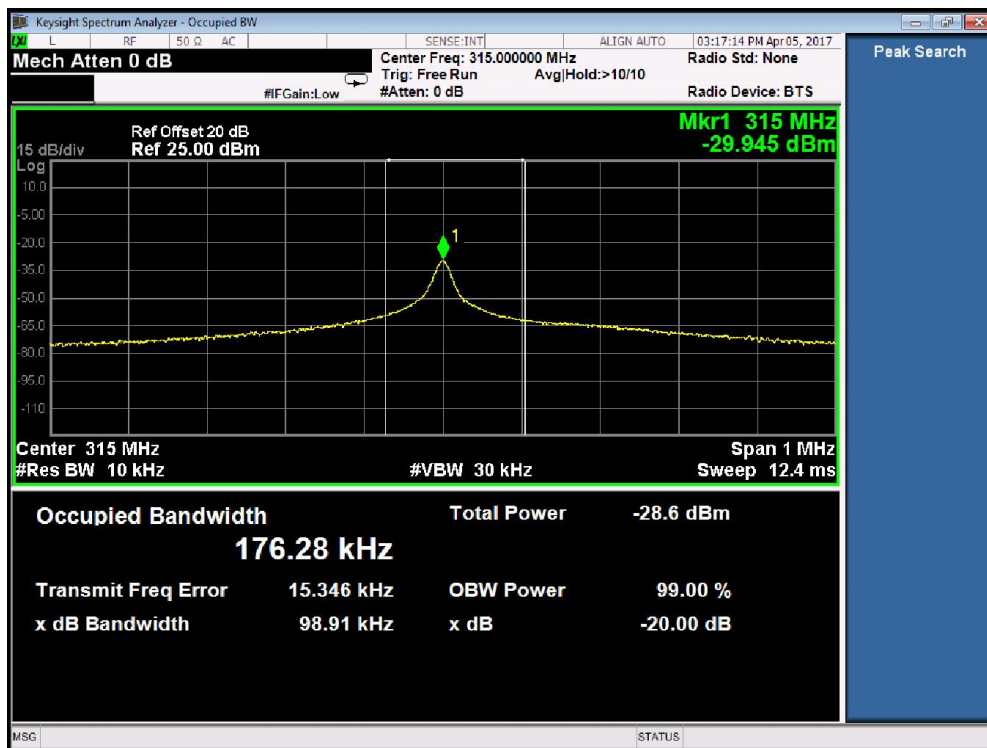 Keysight Spectrum Analyzer - Occupied BW
LXI L RF 50 Ω AC SENSE:INT ALIGN AUTO 03:17:14 PM Apr 05, 2017
Mech Atten 0 dB Center Freq: 315.000000 MHz Radio Std: None
Trig: Free Run Avg|Hold:>10/10
#IFGain:Low #Atten: 0 dB Radio Device: BTS
Peak Search
Mkr1 315 MHz
Ref Offset 20 dB
15 dB/div Ref 25.00 dBm -29.945 dBm
Log
10.0
-5.00
1
-20.0
-35.0
-50.0
-65.0
-80.0
-95.0
-110
Center 315 MHz Span 1 MHz
#Res BW 10 kHz #VBW 30 kHz Sweep 12.4 ms
Occupied Bandwidth Total Power -28.6 dBm
176.28 kHz
Transmit Freq Error 15.346 kHz OBW Power 99.00 %
x dB Bandwidth 98.91 kHz x dB -20.00 dB
MSG STATUS